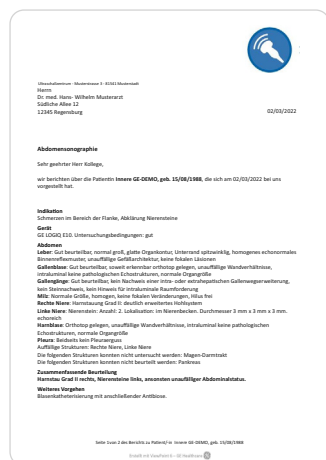 Ultraschallzentrum · Musterstrasse 3 · 81541 Musterstadt
Herrn
Dr. med. Hans- Wilhelm Musterarzt
Südliche Allee 12
12345 Regensburg
02/03/2022
Abdomensonographie
Sehr geehrter Herr Kollege,
wir berichten über die Patientin Innere GE-DEMO, geb. 15/08/1988, die sich am 02/03/2022 bei uns
vorgestellt hat.
Indikation
Schmerzen im Bereich der Flanke, Abklärung Nierensteine
Gerät
GE LOGIQ E10. Untersuchungsbedingungen: gut
Abdomen
Leber: Gut beurteilbar, normal groß, glatte Organkontur, Unterrand spitzwinklig, homogenes echonormales
Binnenreflexmuster, unauffällige Gefäßarchitektur, keine fokalen Läsionen
Gallenblase: Gut beurteilbar, soweit erkennbar orthotop gelegen, unauffällige Wandverhältnisse,
intraluminal keine pathologischen Echostrukturen, normale Organgröße
Gallengänge: Gut beurteilbar, kein Nachweis einer intra- oder extrahepatischen Gallenwegserweiterung,
kein Steinnachweis, kein Hinweis für intraluminale Raumforderung
Milz: Normale Größe, homogen, keine fokalen Veränderungen, Hilus frei
Rechte Niere: Harnstauung Grad II: deutlich erweitertes Hohlsystem
Linke Niere: Nierenstein: Anzahl: 2. Lokalisation: im Nierenbecken. Durchmesser 3 mm x 3 mm x 3 mm.
echoreich
Harnblase: Orthotop gelegen, unauffällige Wandverhältnisse, intraluminal keine pathologischen
Echostrukturen, normale Organgröße
Pleura: Beidseits kein Pleuraerguss
Auffällige Strukturen: Rechte Niere, Linke Niere
Die folgenden Strukturen konnten nicht untersucht werden: Magen-Darmtrakt
Die folgenden Strukturen konnten nicht beurteilt werden: Pankreas
Zusammenfassende Beurteilung
Harnstau Grad II rechts, Nierensteine links, ansonsten unauffälliger Abdominalstatus.
Weiteres Vorgehen
Blasenkatheterisierung mit anschließender Antibiose.
Seite 1von 2 des Berichts zu Patient/-in Innere GE-DEMO, geb. 15/08/1988
Erstellt mit ViewPoint 6 - GE Healthcare